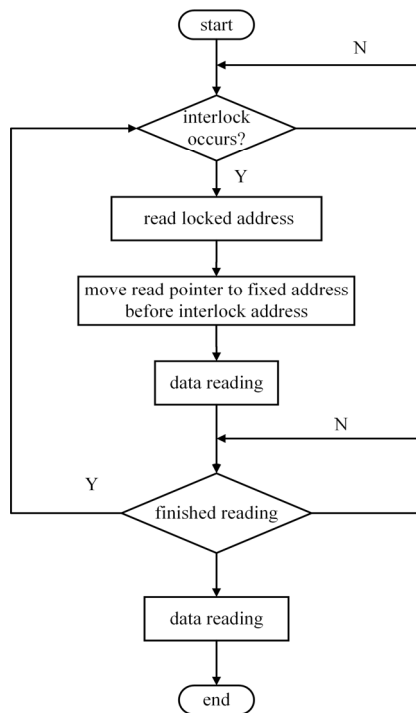 start
N
interlock
occurs?
Y
read locked address
move read pointer to fixed address
before interlock address
data reading
N
Y
finished reading
data reading
end